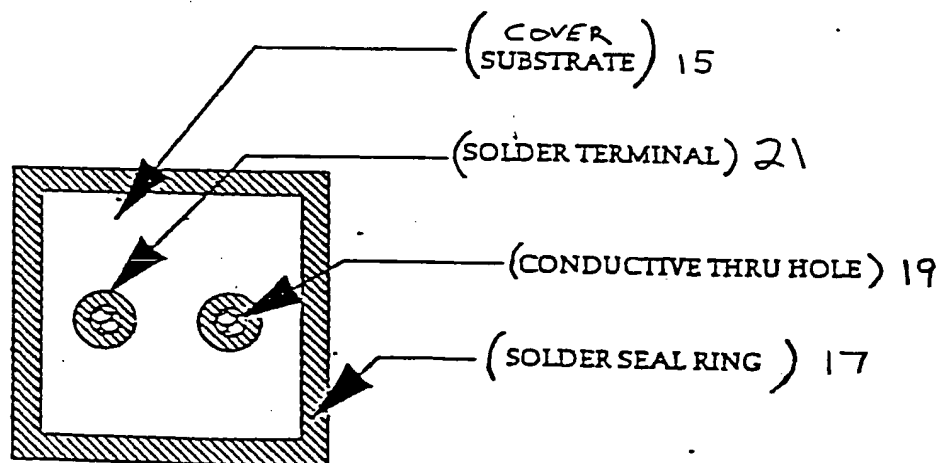 (COVER
SUBSTRATE) 15
(SOLDER TERMINAL) 21
(CONDUCTIVE THRU HOLE) 19
(SOLDER SEAL RING) 17